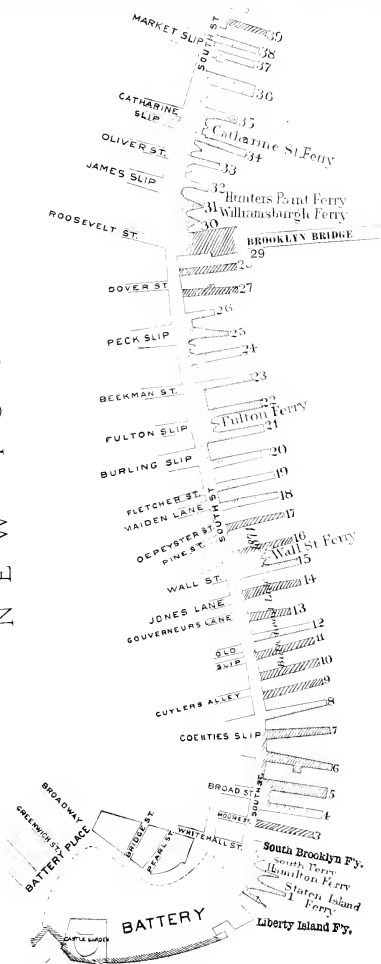 MARKET SLIP
SOUTH ST
39
38
37
36
CATHARINE
SLIP
35
Catharine St. Ferry
OLIVER ST.
34
33
JAMES SLIP
32
Hunters Point Ferry
31 Williamsburgh Ferry
30
ROOSEVELT ST.
BROOKLYN BRIDGE
29
28
DOVER ST
27
26
PECK SLIP
25
24
23
BEEKMAN ST.
22
Fulton Ferry
21
FULTON SLIP
BURLING SLIP
20
19
FLETCHER ST.
18
MAIDEN LANE
SOUTH ST
17
DEPEYSTER ST
PINE ST.
16
Wall St Ferry
15
WALL ST.
14
JONES LANE
13
GOUVERNEURS LANE
12
OLD
SLIP
11
10
9
CUYLERS ALLEY
8
COENTIES SLIP
7
6
BROAD ST
SOUTH ST.
5
4
3
BROADWAY
GREENWICH ST.
BATTERY PLACE
BRIDGE ST.
PEARL ST.
WHITEHALL ST.
South Brooklyn F'y.
South Ferry
Hamilton Ferry
Staten Island
1 Ferry
Liberty Island F'y.
BATTERY
CASTLE GARDEN
NEW